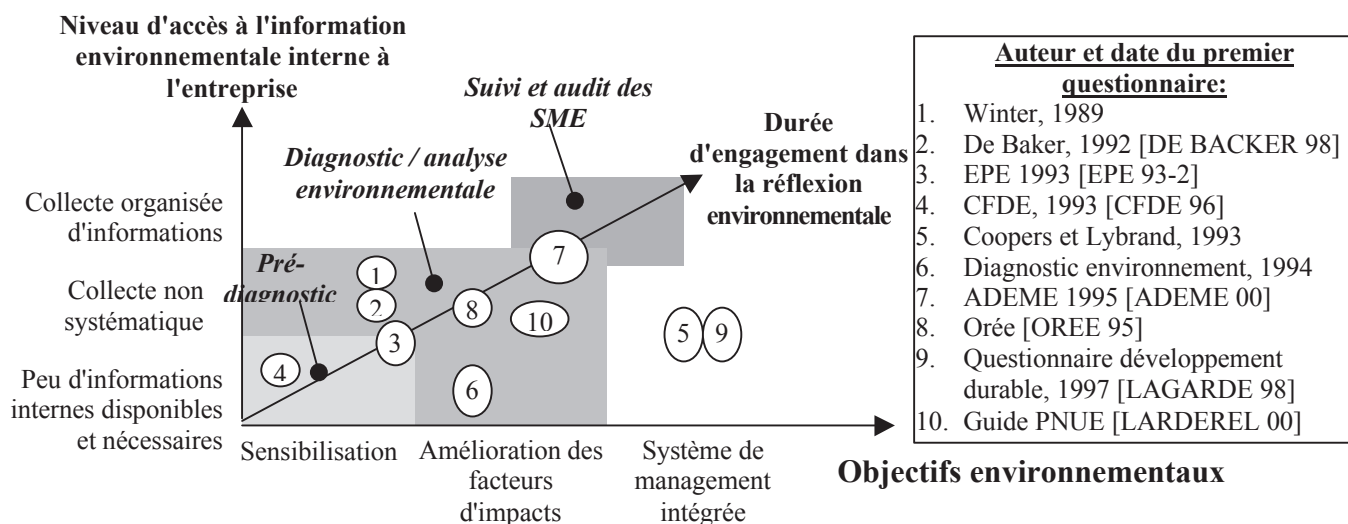 Niveau d'accès à l'information
environnementale interne à
l'entreprise
Suivi et audit des
SME
Durée
d'engagement dans
la réflexion
environnementale
Diagnostic / analyse
environnementale
Collecte organisée
d'informations
Pré-
diagnostic
Collecte non
systématique
Peu d'informations
internes disponibles
et nécessaires
1
2
3
4
5
6
7
8
9
10
Sensibilisation
Amélioration des
facteurs
d'impacts
Système de
management
intégrée
Objectifs environnementaux
Auteur et date du premier
questionnaire:
1. Winter, 1989
2. De Baker, 1992 [DE BACKER 98]
3. EPE 1993 [EPE 93-2]
4. CFDE, 1993 [CFDE 96]
5. Coopers et Lybrand, 1993
6. Diagnostic environnement, 1994
7. ADEME 1995 [ADEME 00]
8. Orée [OREE 95]
9. Questionnaire développement
durable, 1997 [LAGARDE 98]
10. Guide PNUE [LARDEREL 00]